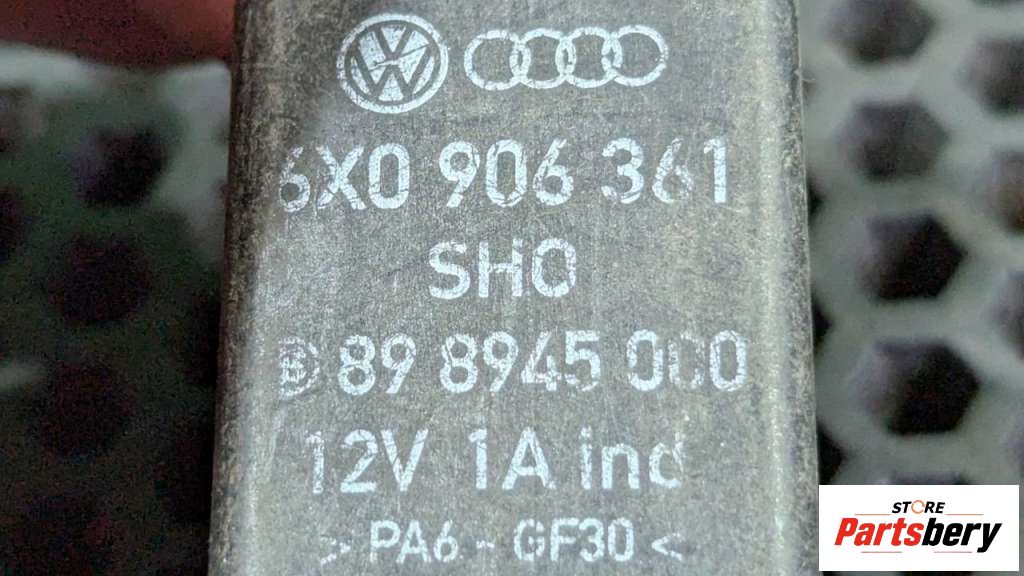 6X0 906 361
SHO
89 8945 000
12V 1A ind
> PA6 - GF30 <
STORE
Partsbery